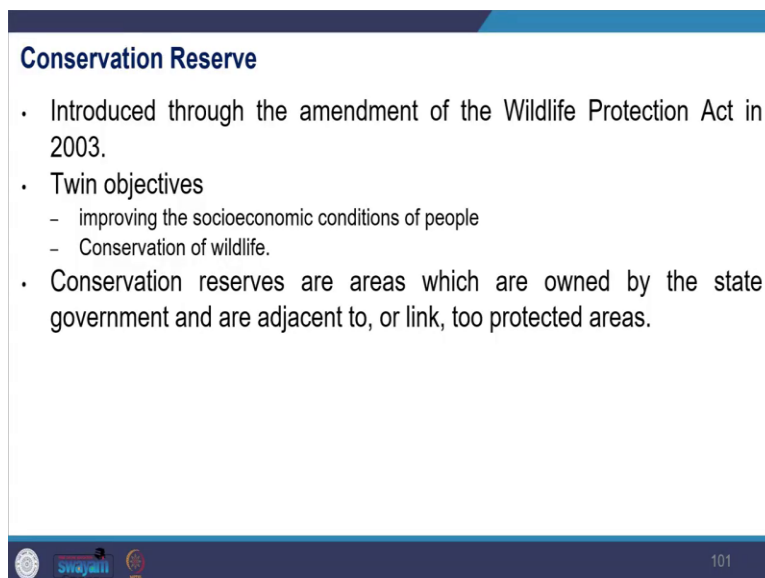 Conservation Reserve
• Introduced through the amendment of the Wildlife Protection Act in
2003.
• Twin objectives
– improving the socioeconomic conditions of people
– Conservation of wildlife.
• Conservation reserves are areas which are owned by the state
government and are adjacent to, or link, too protected areas.
swayam
101